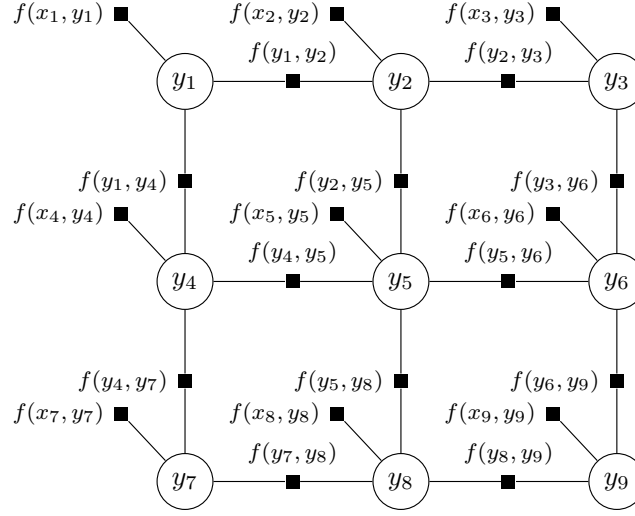 f(x₁, y₁) f(x₂, y₂) f(x₃, y₃)
f(y₁, y₂) f(y₂, y₃)
y₁ y₂ y₃
f(y₁, y₄) f(y₂, y₅) f(y₃, y₆)
f(x₄, y₄) f(x₅, y₅) f(x₆, y₆)
f(y₄, y₅) f(y₅, y₆)
y₄ y₅ y₆
f(y₄, y₇) f(y₅, y₈) f(y₆, y₉)
f(x₇, y₇) f(x₈, y₈) f(x₉, y₉)
f(y₇, y₈) f(y₈, y₉)
y₇ y₈ y₉